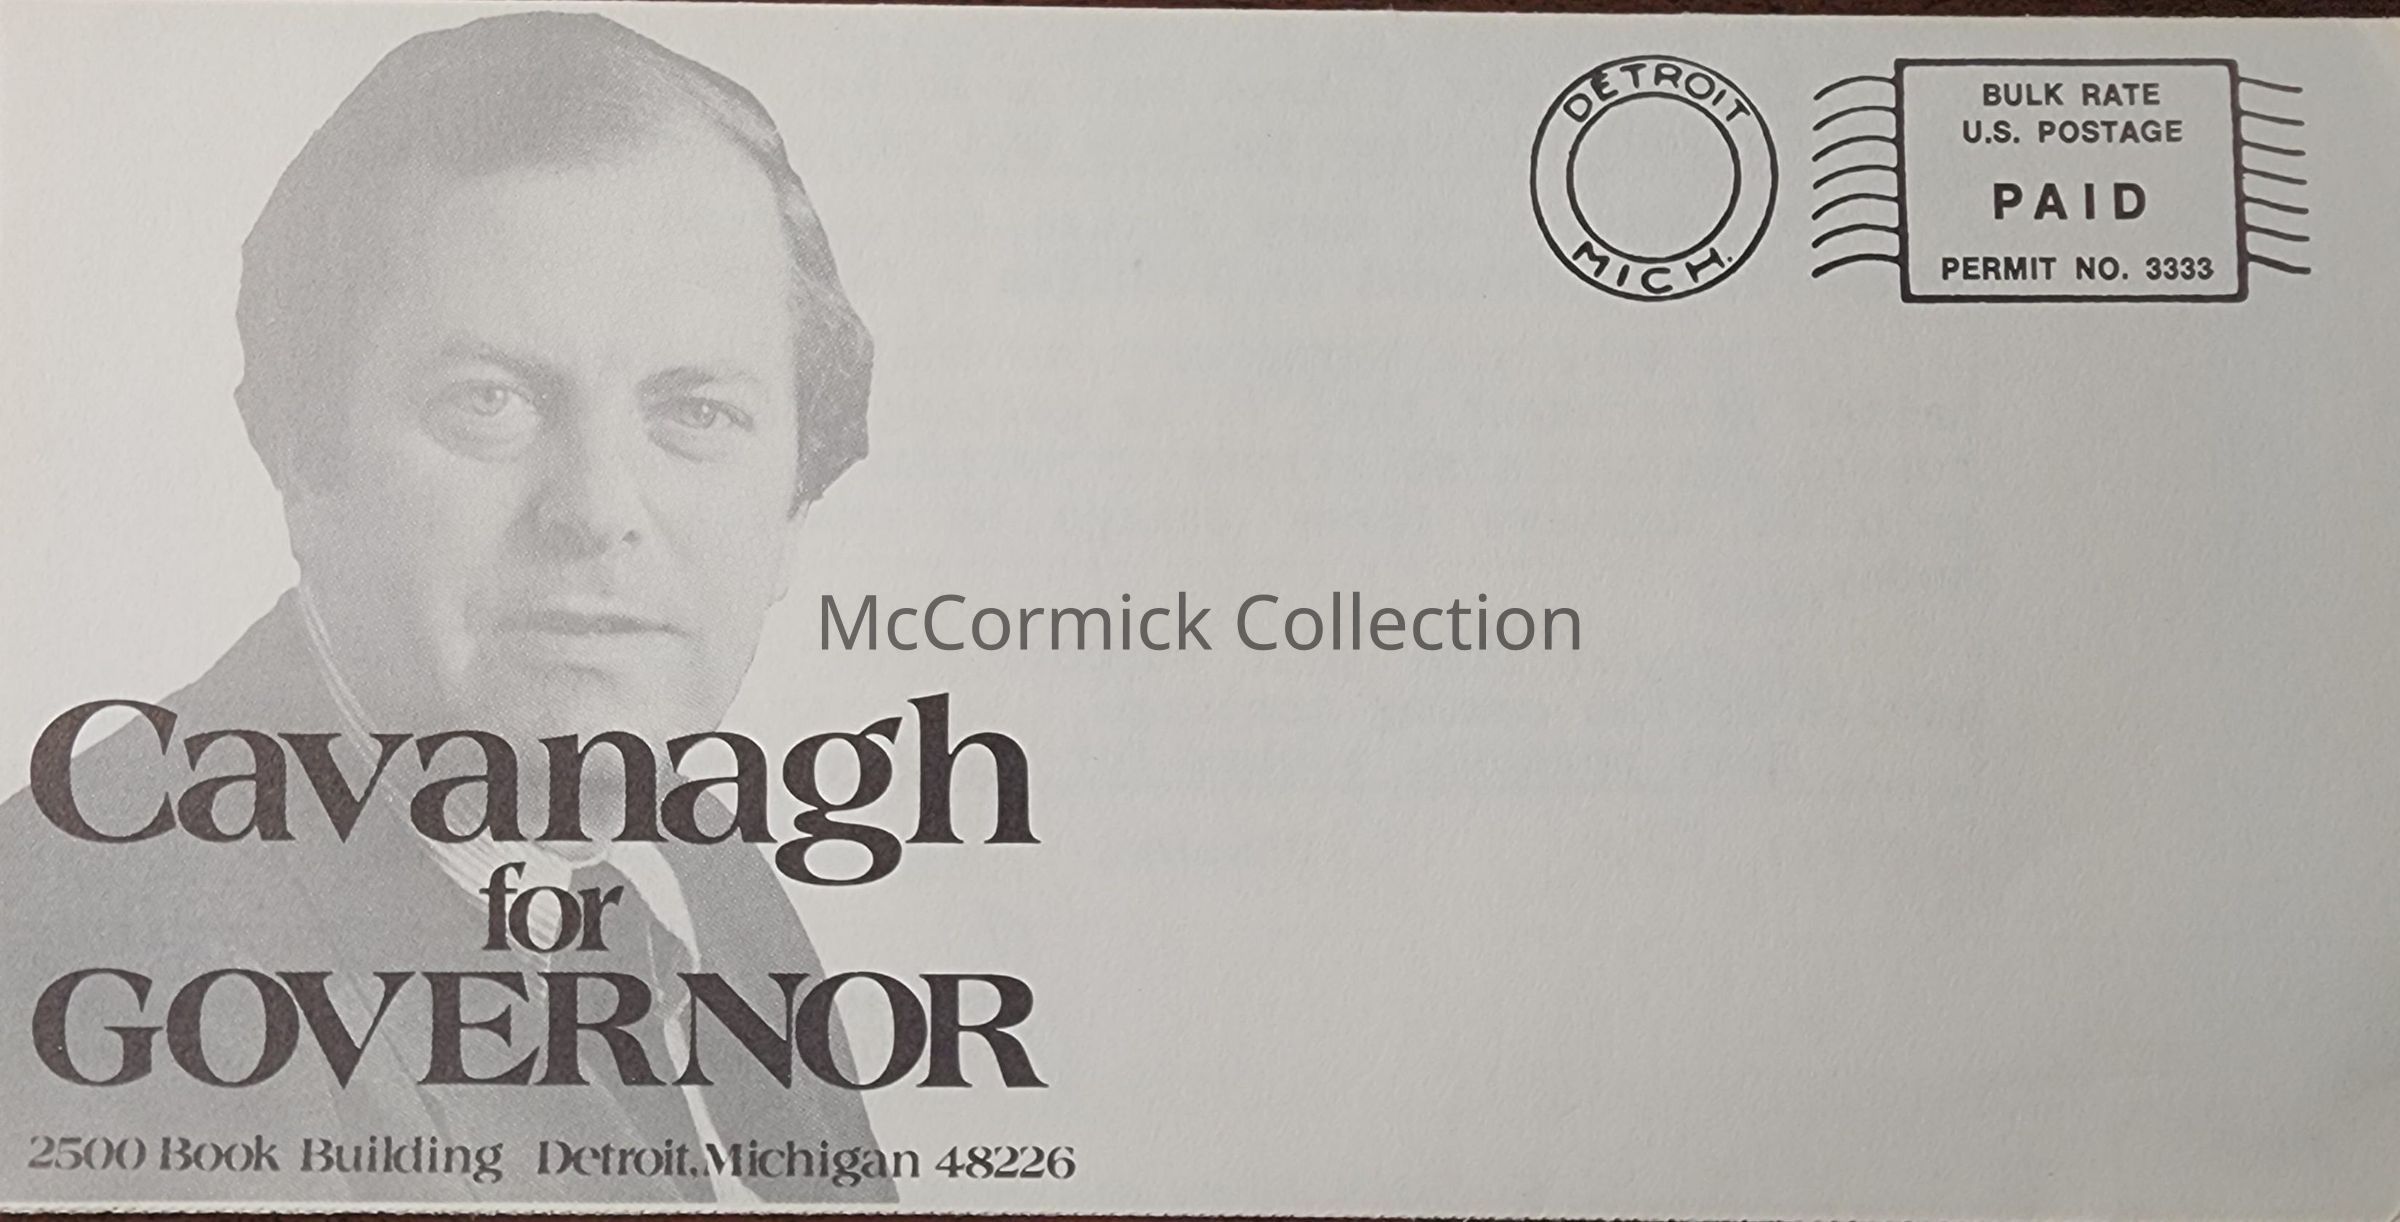 DETROIT
MICH.
BULK RATE
U.S. POSTAGE
PAID
PERMIT NO. 3333
McCormick Collection
Cavanagh
for
GOVERNOR
2500 Book Building Detroit, Michigan 48226